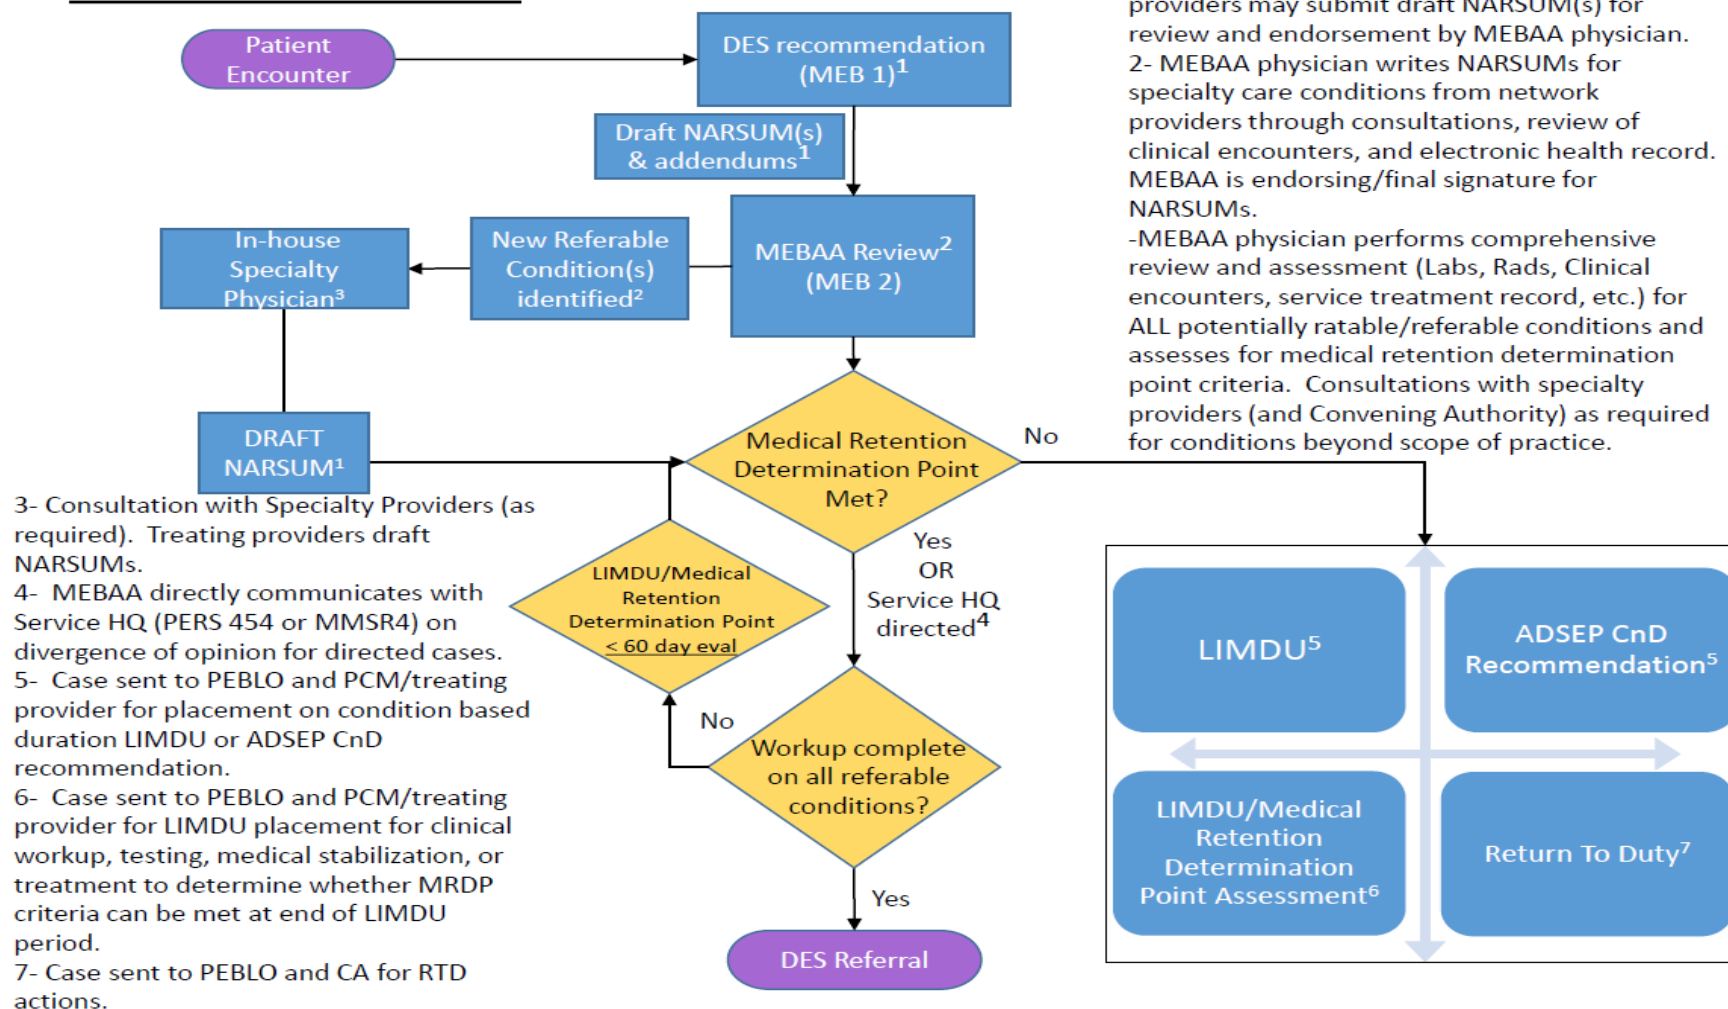 providers may submit draft NARSUM(s) for
review and endorsement by MEBAA physician.
2- MEBAA physician writes NARSUMs for
specialty care conditions from network
providers through consultations, review of
clinical encounters, and electronic health record.
MEBAA is endorsing/final signature for
NARSUMs.
-MEBAA physician performs comprehensive
review and assessment (Labs, Rads, Clinical
encounters, service treatment record, etc.) for
ALL potentially ratable/referable conditions and
assesses for medical retention determination
point criteria.  Consultations with specialty
providers (and Convening Authority) as required
for conditions beyond scope of practice.
Patient
Encounter
DES recommendation
(MEB 1)¹
Draft NARSUM(s)
& addendums¹
MEBAA Review²
(MEB 2)
New Referable
Condition(s)
identified²
In-house
Specialty
Physician³
DRAFT
NARSUM¹
Medical Retention
Determination Point
Met?
No
Yes
OR
Service HQ
directed⁴
LIMDU/Medical
Retention
Determination Point
< 60 day eval
No
Workup complete
on all referable
conditions?
Yes
DES Referral
LIMDU⁵
ADSEP CnD
Recommendation⁵
LIMDU/Medical
Retention
Determination
Point Assessment⁶
Return To Duty⁷
3- Consultation with Specialty Providers (as
required).  Treating providers draft
NARSUMs.
4-  MEBAA directly communicates with
Service HQ (PERS 454 or MMSR4) on
divergence of opinion for directed cases.
5-  Case sent to PEBLO and PCM/treating
provider for placement on condition based
duration LIMDU or ADSEP CnD
recommendation.
6-  Case sent to PEBLO and PCM/treating
provider for LIMDU placement for clinical
workup, testing, medical stabilization, or
treatment to determine whether MRDP
criteria can be met at end of LIMDU
period.
7- Case sent to PEBLO and CA for RTD
actions.